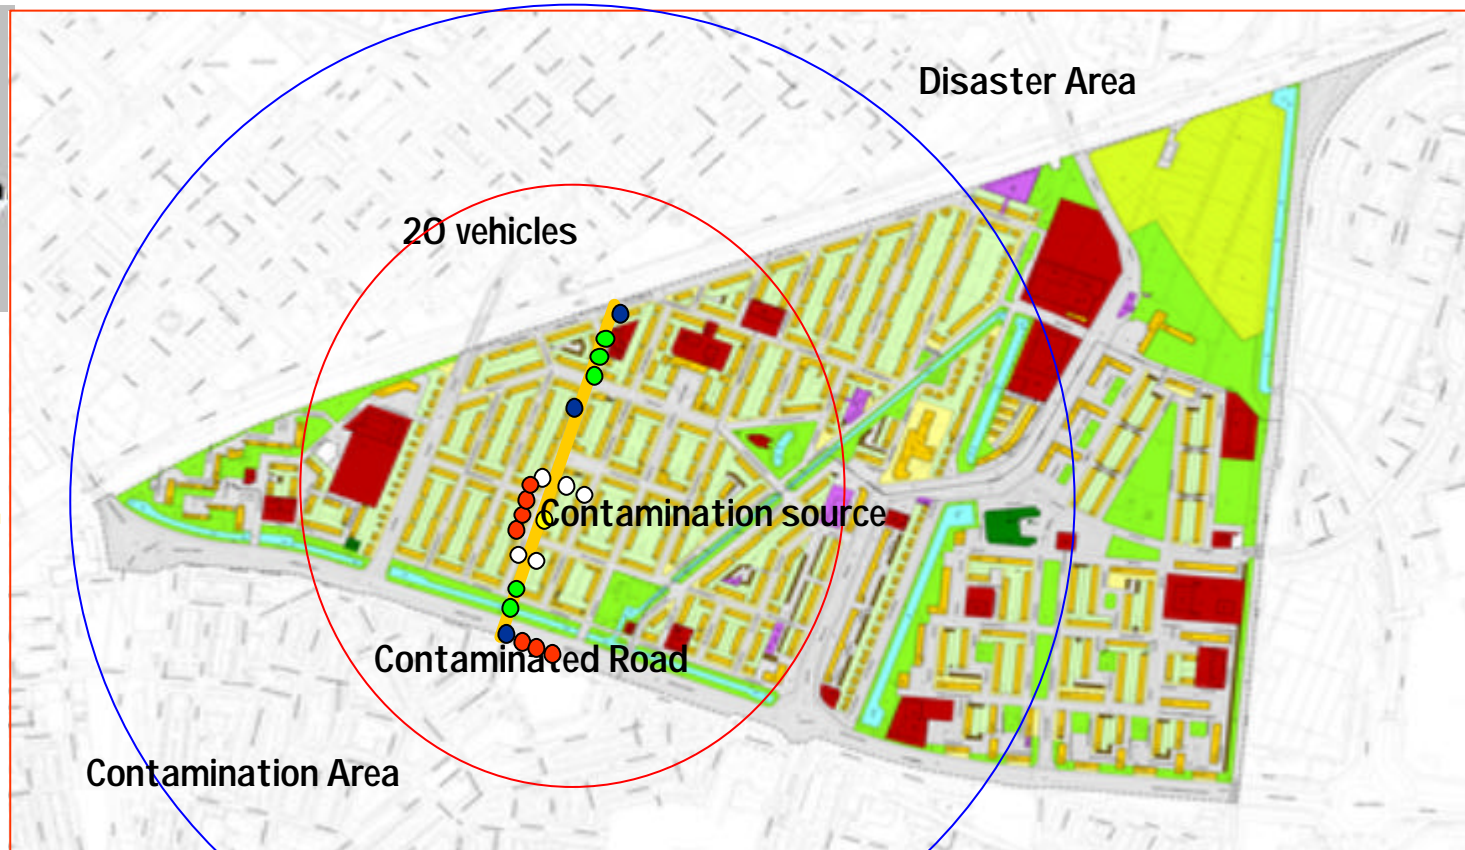 Disaster Area
20 vehicles
Contamination source
Contaminated Road
Contamination Area